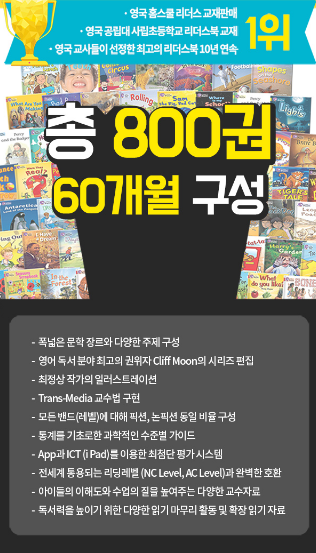 · 영국 홈스쿨 리더스 교재판매
· 영국 공립대 사립초등학교 리더스북 교재
· 영국 교사들이 선정한 최고의 리더스북 10년 연속·
1위
총 800권
60개월 구성
- 폭넓은 문학 장르와 다양한 주제 구성
- 영어 독서 분야 최고의 권위자 Cliff Moon의 시리즈 편집
- 최정상 작가의 일러스트레이션
- Trans-Media 교수법 구현
- 모든 밴드(레벨)에 대해 픽션, 논픽션 동일 비율 구성
- 통계를 기초로한 과학적인 수준별 가이드
- App과 ICT (i Pad)를 이용한 최첨단 평가 시스템
- 전세계 통용되는 리딩레벨 (NC Level, AC Level)과 완벽한 호환
- 아이들의 이해도와 수업의 질을 높여주는 다양한 교수자료
- 독서력을 높이기 위한 다양한 읽기 마무리 활동 및 확장 읽기 자료